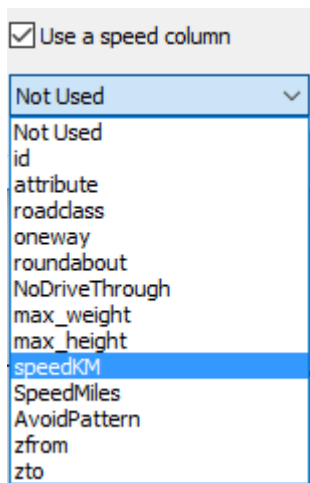 Use a speed column
Not Used
Not Used
id
attribute
roadclass
oneway
roundabout
NoDriveThrough
max_weight
max_height
speedKM
SpeedMiles
AvoidPattern
zfrom
zto